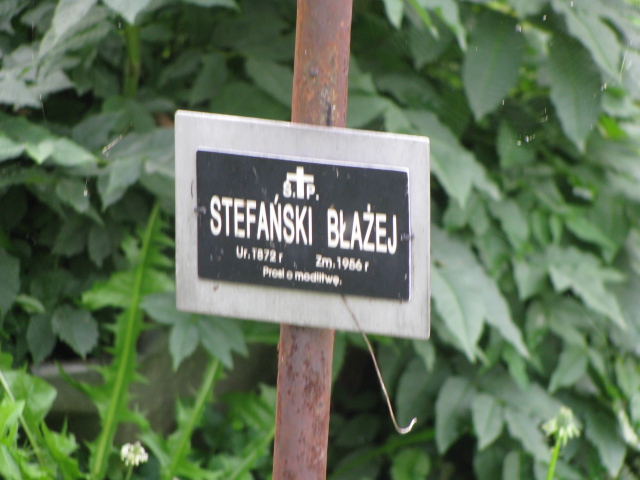 Ś.P.
STEFAŃSKI BŁAŻEJ
Ur.1872 r Zm.1956 r
Prosi o modlitwę.